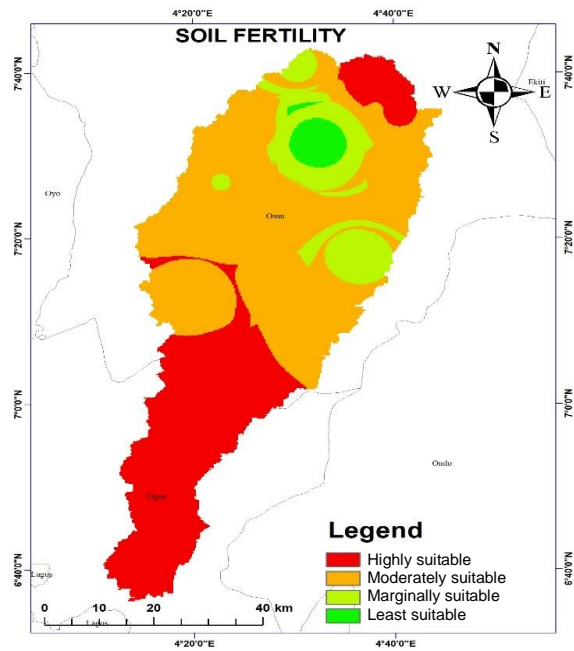 4°20'0"E 4°40'0"E
SOIL FERTILITY
N
W E
S
7°40'0"N 7°40'0"N
Ekiti
Oyo
Osun
7°20'0"N 7°20'0"N
7°0'0"N 7°0'0"N
Ondo
Ogun
Legend
Highly suitable
Moderately suitable
Marginally suitable
Least suitable
6°40'0"N 6°40'0"N
Lagos
0 10 20 40 km
Lagos
4°20'0"E 4°40'0"E